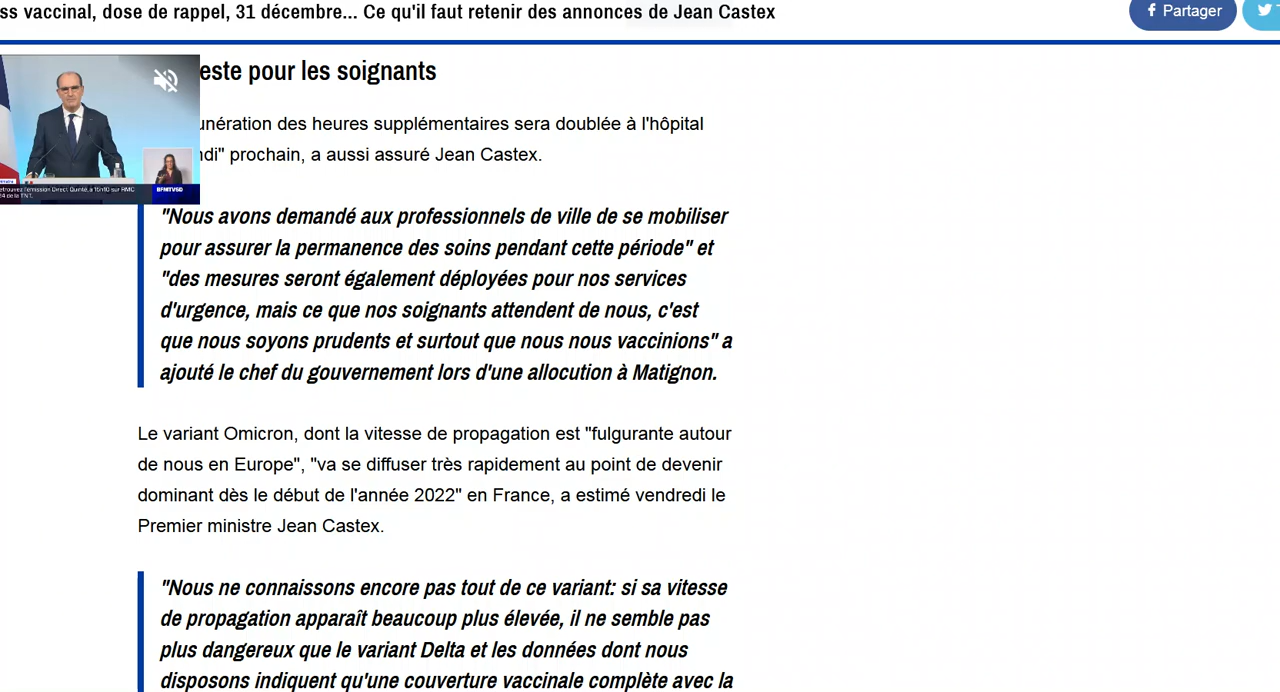 ss vaccinal, dose de rappel, 31 décembre... Ce qu'il faut retenir des annonces de Jean Castex
Partager
este pour les soignants
unération des heures supplémentaires sera doublée à l'hôpital
ndi" prochain, a aussi assuré Jean Castex.
etrouvez l'émission Direct Quinté, à 16h10 sur RMC
24 de la TNT.
BFMTVSD
"Nous avons demandé aux professionnels de ville de se mobiliser
pour assurer la permanence des soins pendant cette période" et
"des mesures seront également déployées pour nos services
d'urgence, mais ce que nos soignants attendent de nous, c'est
que nous soyons prudents et surtout que nous nous vaccinions" a
ajouté le chef du gouvernement lors d'une allocution à Matignon.
Le variant Omicron, dont la vitesse de propagation est "fulgurante autour
de nous en Europe", "va se diffuser très rapidement au point de devenir
dominant dès le début de l'année 2022" en France, a estimé vendredi le
Premier ministre Jean Castex.
"Nous ne connaissons encore pas tout de ce variant: si sa vitesse
de propagation apparaît beaucoup plus élevée, il ne semble pas
plus dangereux que le variant Delta et les données dont nous
disposons indiquent qu'une couverture vaccinale complète avec la